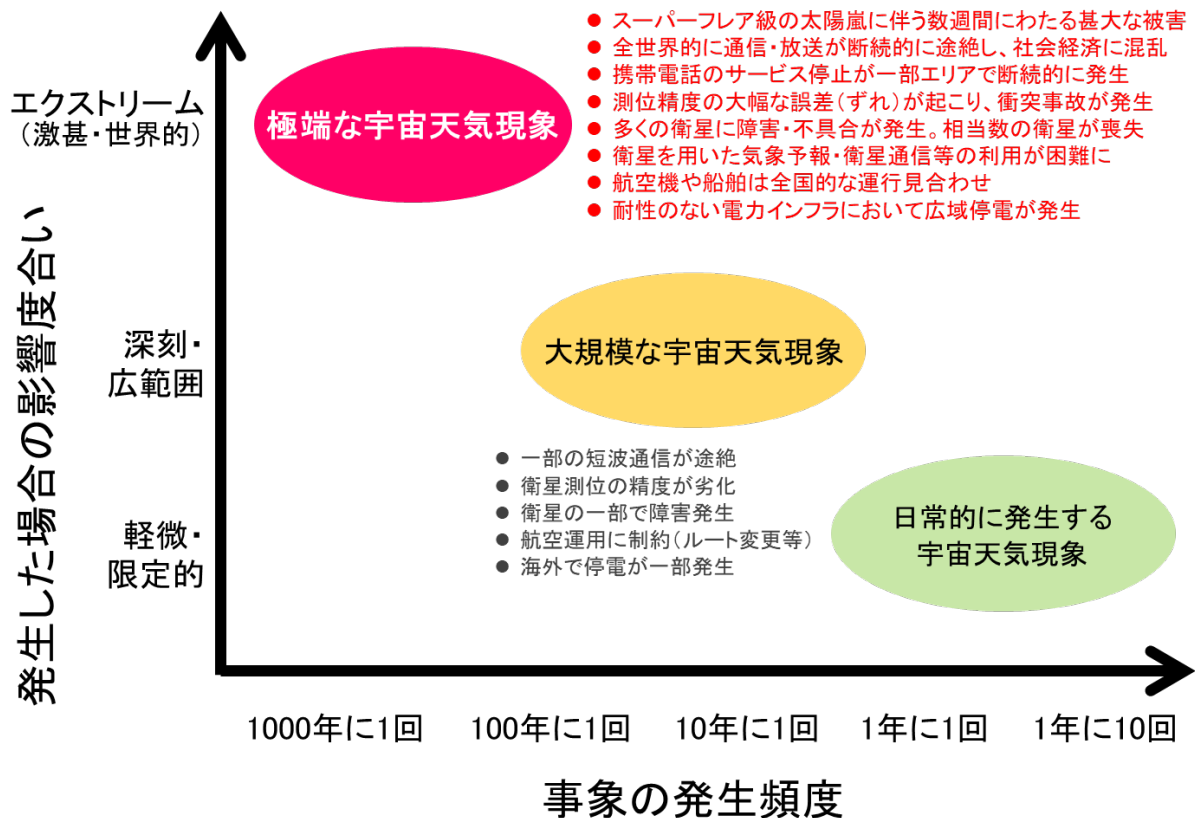 発生した場合の影響度合い
エクストリーム
（激甚・世界的）
深刻・
広範囲
軽微・
限定的
極端な宇宙天気現象
● スーパーフレア級の太陽嵐に伴う数週間にわたる甚大な被害
● 全世界的に通信・放送が断続的に途絶し、社会経済に混乱
● 携帯電話のサービス停止が一部エリアで断続的に発生
● 測位精度の大幅な誤差（ずれ）が起こり、衝突事故が発生
● 多くの衛星に障害・不具合が発生。相当数の衛星が喪失
● 衛星を用いた気象予報・衛星通信等の利用が困難に
● 航空機や船舶は全国的な運行見合わせ
● 耐性のない電力インフラにおいて広域停電が発生
大規模な宇宙天気現象
● 一部の短波通信が途絶
● 衛星測位の精度が劣化
● 衛星の一部で障害発生
● 航空運用に制約（ルート変更等）
● 海外で停電が一部発生
日常的に発生する
宇宙天気現象
1000年に1回 100年に1回 10年に1回 1年に1回 1年に10回
事象の発生頻度